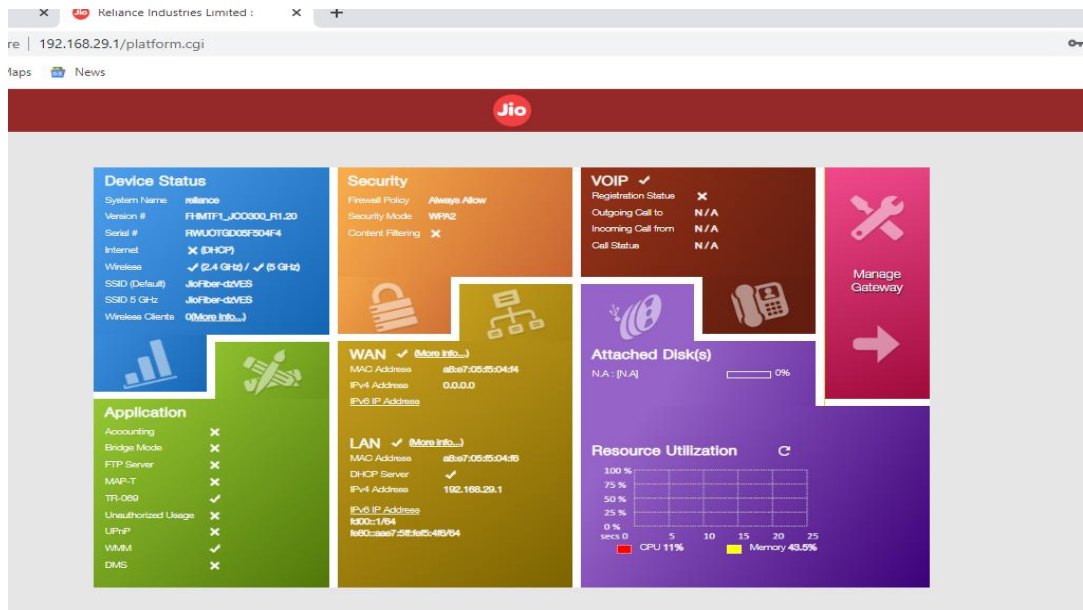 Reliance Industries Limited :
re | 192.168.29.1/platform.cgi
Maps News
Jio
Device Status
System Name reliance
Version # FHMTF1_JCO300_R1.20
Serial # RWUOTGD05F504F4
Internet (DHCP)
Wireless (2.4 GHz) / (5 GHz)
SSID (Default) JioFiber-dzVES
SSID 5 GHz JioFiber-dzVES
Wireless Clients 0(More Info...)
Security
Firewall Policy Always Allow
Security Mode WPA2
Content Filtering
VOIP
Registration Status
Outgoing Call to N/A
Incoming Call from N/A
Call Status N/A
Manage
Gateway
Application
Accounting
Bridge Mode
FTP Server
MAP-T
TR-069
Unauthorized Usage
UPnP
WMM
DMS
WAN (More Info...)
MAC Address a8:e7:05:f5:04:f4
IPv4 Address 0.0.0.0
IPv6 IP Address
LAN (More Info...)
MAC Address a8:e7:05:f5:04:f6
DHCP Server
IPv4 Address 192.168.29.1
IPv6 IP Address
fd00::1/64
fe80::aae7:5ff:fef5:4f6/64
Attached Disk(s)
N.A : [N.A] 0%
Resource Utilization
100 %
75 %
50 %
25 %
0 %
secs 0 5 10 15 20 25
CPU 11% Memory 43.5%